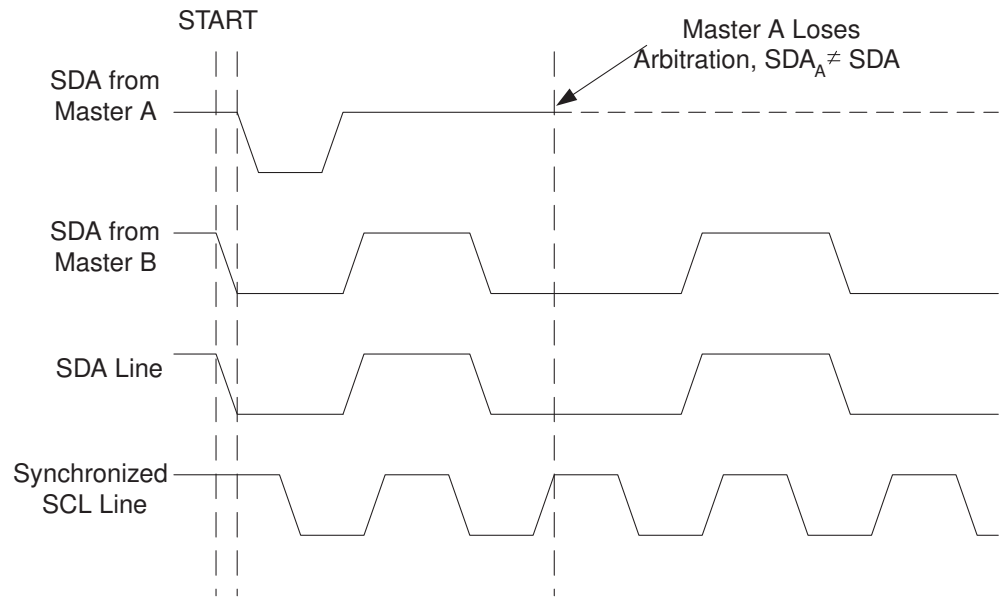 START
Master A Loses
Arbitration, SDA_A ≠ SDA
SDA from
Master A
SDA from
Master B
SDA Line
Synchronized
SCL Line